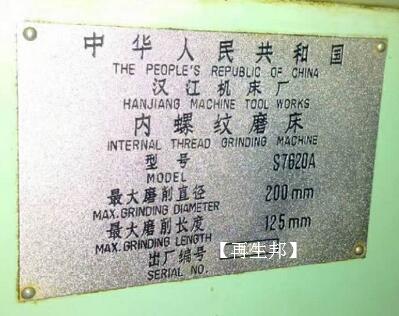 中华人民共和国
THE PEOPLE'S REPUBLIC OF CHINA
汉江机床厂
HANJIANG MACHINE TOOL WORKS
内螺纹磨床
INTERNAL THREAD GRINDING MACHINE
型号 S7620A
MODEL
最大磨削直径 200mm
MAX.GRINDING DIAMETER
最大磨削长度 125mm
MAX.GRINDING LENGTH
出厂编号 【再生邦】
SERIAL NO.